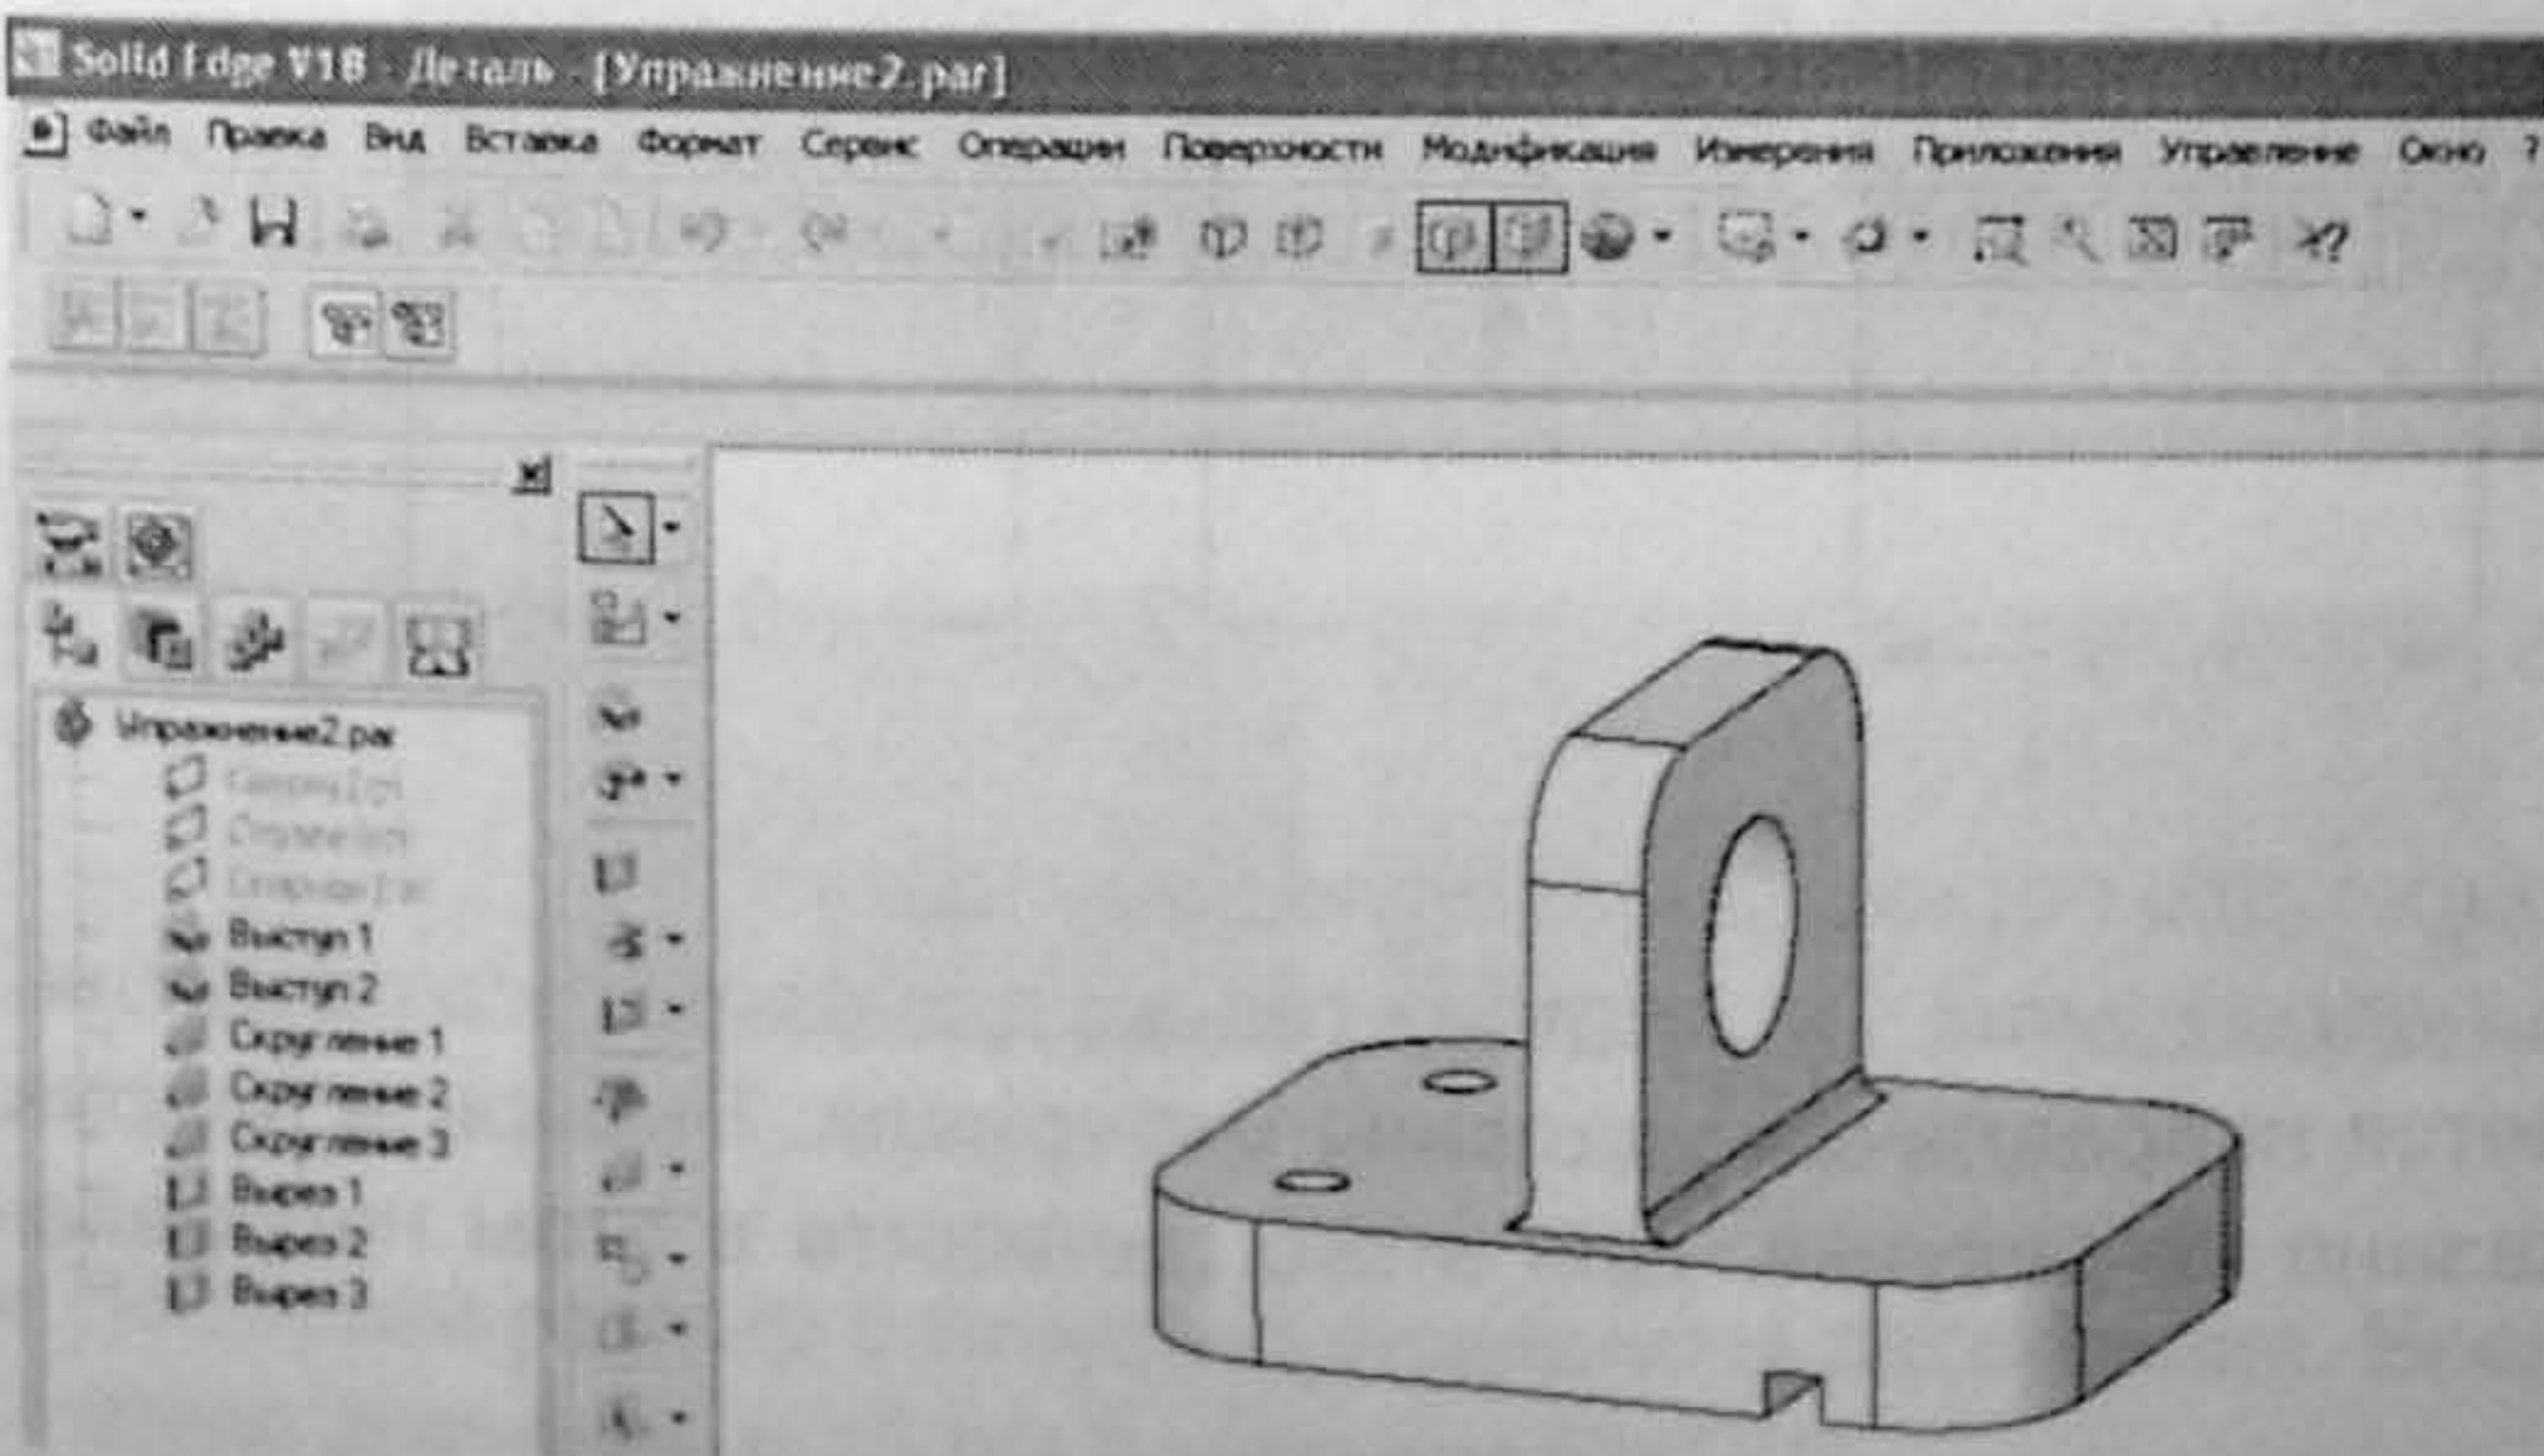 Solid Edge V18 - Деталь - [Упражнение2.par]
Файл Правка Вид Вставка Формат Сервис Операции Поверхности Модификация Измерения Приложения Управление Окно ?
Упражнение2.par
Выступ 1
Выступ 2
Скругление 1
Скругление 2
Скругление 3
Вырез 1
Вырез 2
Вырез 3